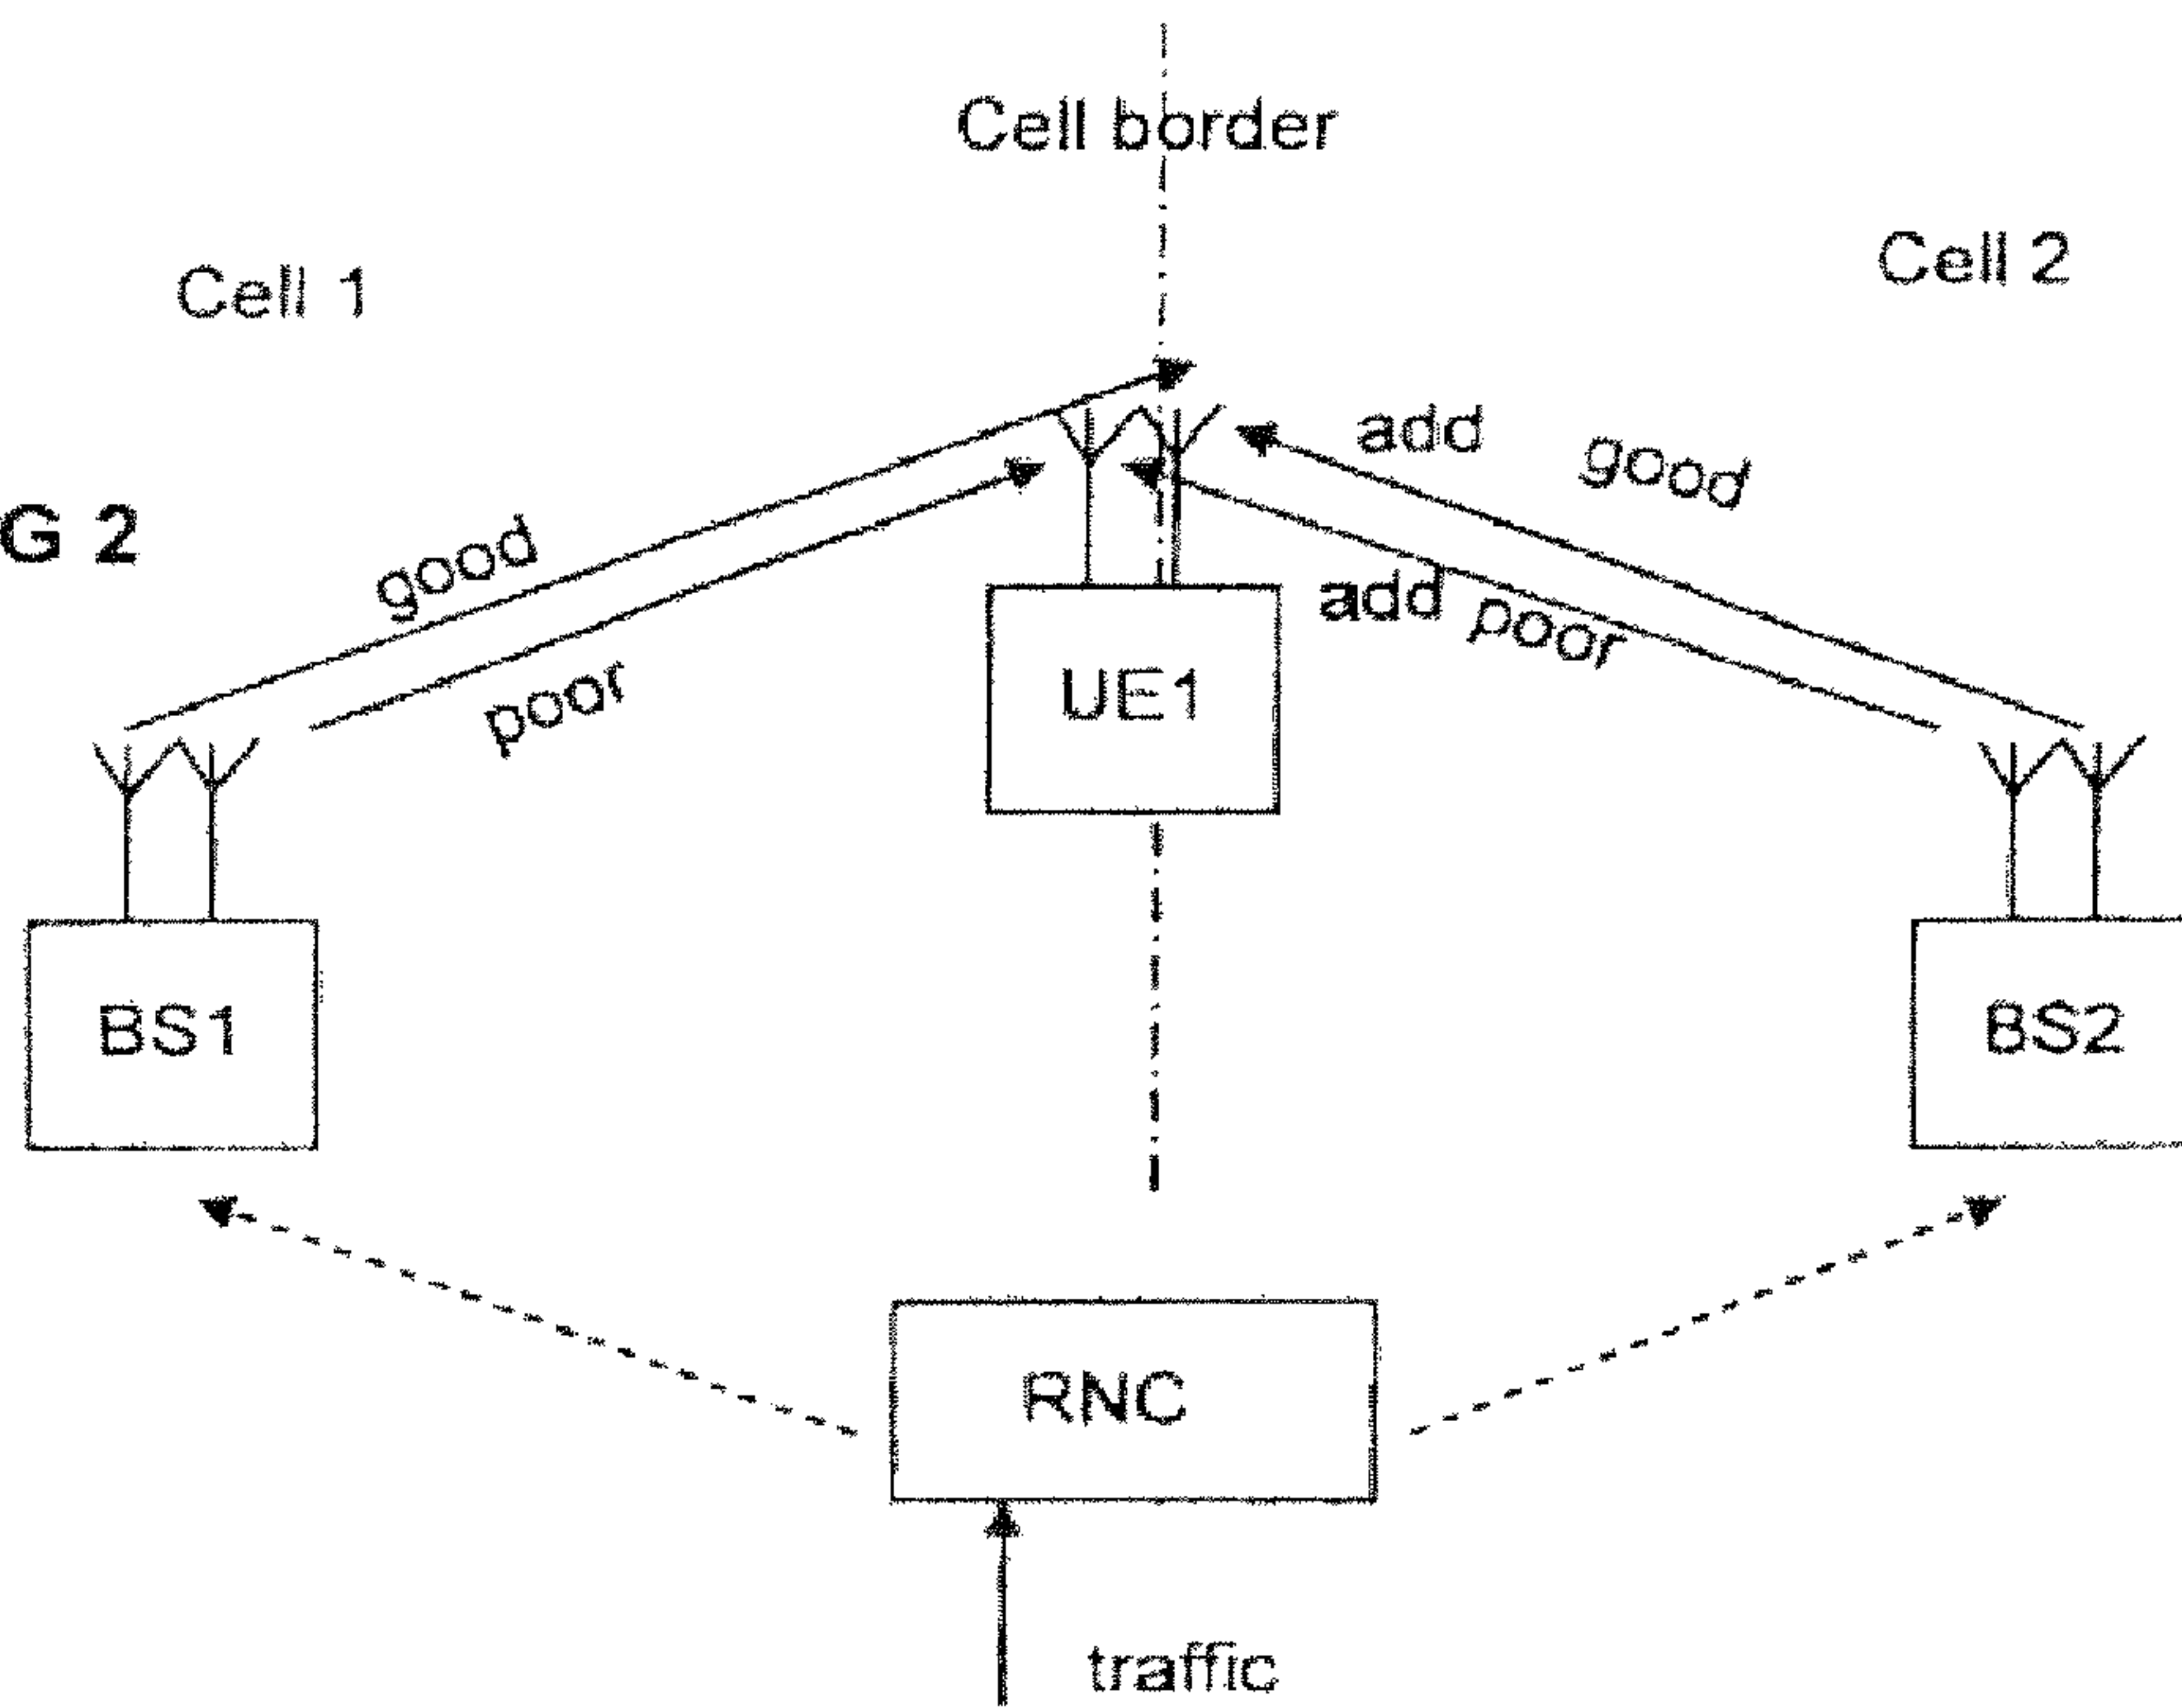 Cell border
Cell 2
Cell 1
add good
G 2
good
add poor
poor
UE1
BS1
BS2
RNC
traffic